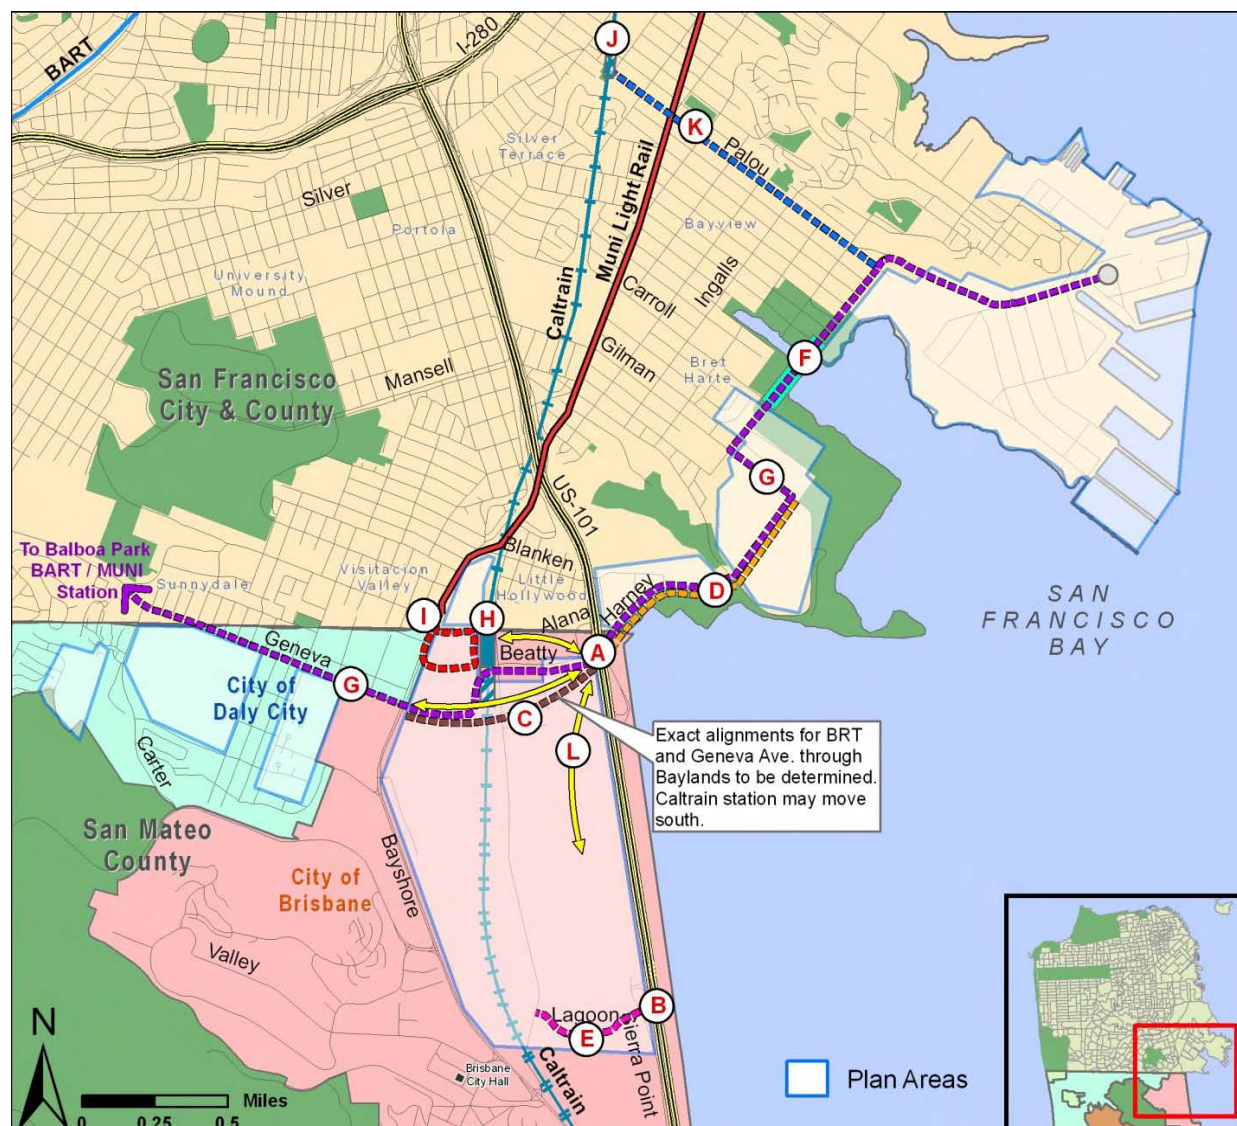 BART
I-280
J
K
Palou
Silver
Terrace
Silver
Portola
Muni Light Rail
Bayview
Caltrain
University
Mound
Carroll
Ingalls
Gilman
F
Bret
Harte
Mansell
San Francisco
City & County
G
US-101
Blanken
To Balboa Park
BART / MUNI
Station
Sunnydale
Visitacion
Valley
Little
Hollywood
Harney
D
Alana
I
H
SAN
FRANCISCO
BAY
Geneva
Beatty
A
G
City of
Daly City
C
Carter
L
Exact alignments for BRT
and Geneva Ave. through
Baylands to be determined.
Caltrain station may move
south.
San Mateo
County
Bayshore
City of
Brisbane
Valley
Lagoon
B
E
Sierra Point
N
Caltrain
Brisbane
City Hall
Plan Areas
Miles
0 0.25 0.5